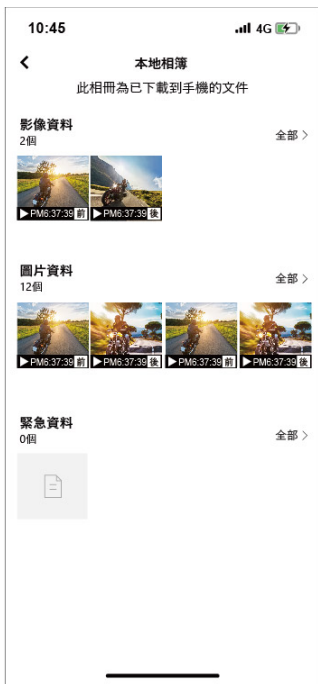 10:45 4G
本地相簿
此相冊為已下載到手機的文件
影像資料
2個
全部
PM6:37:39 前 PM6:37:39 後
圖片資料
12個
全部
PM6:37:39 前 PM6:37:39 後 PM6:37:39 前 PM6:37:39 後
緊急資料
0個
全部